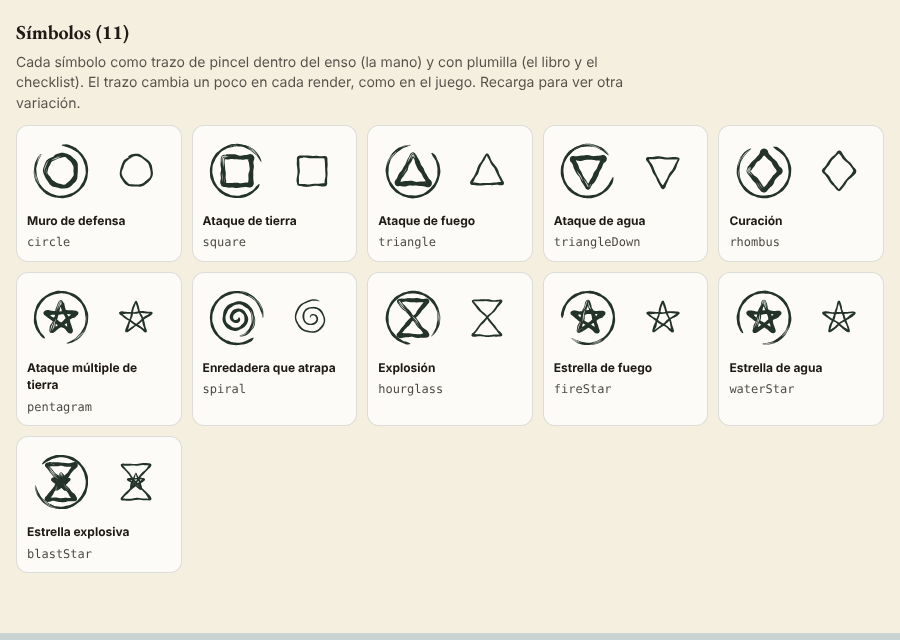 Símbolos (11)
Cada símbolo como trazo de pincel dentro del enso (la mano) y con plumilla (el libro y el
checklist). El trazo cambia un poco en cada render, como en el juego. Recarga para ver otra
variación.
Muro de defensa
circle
Ataque de tierra
square
Ataque de fuego
triangle
Ataque de agua
triangleDown
Curación
rhombus
Ataque múltiple de
tierra
pentagram
Enredadera que atrapa
spiral
Explosión
hourglass
Estrella de fuego
fireStar
Estrella de agua
waterStar
Estrella explosiva
blastStar